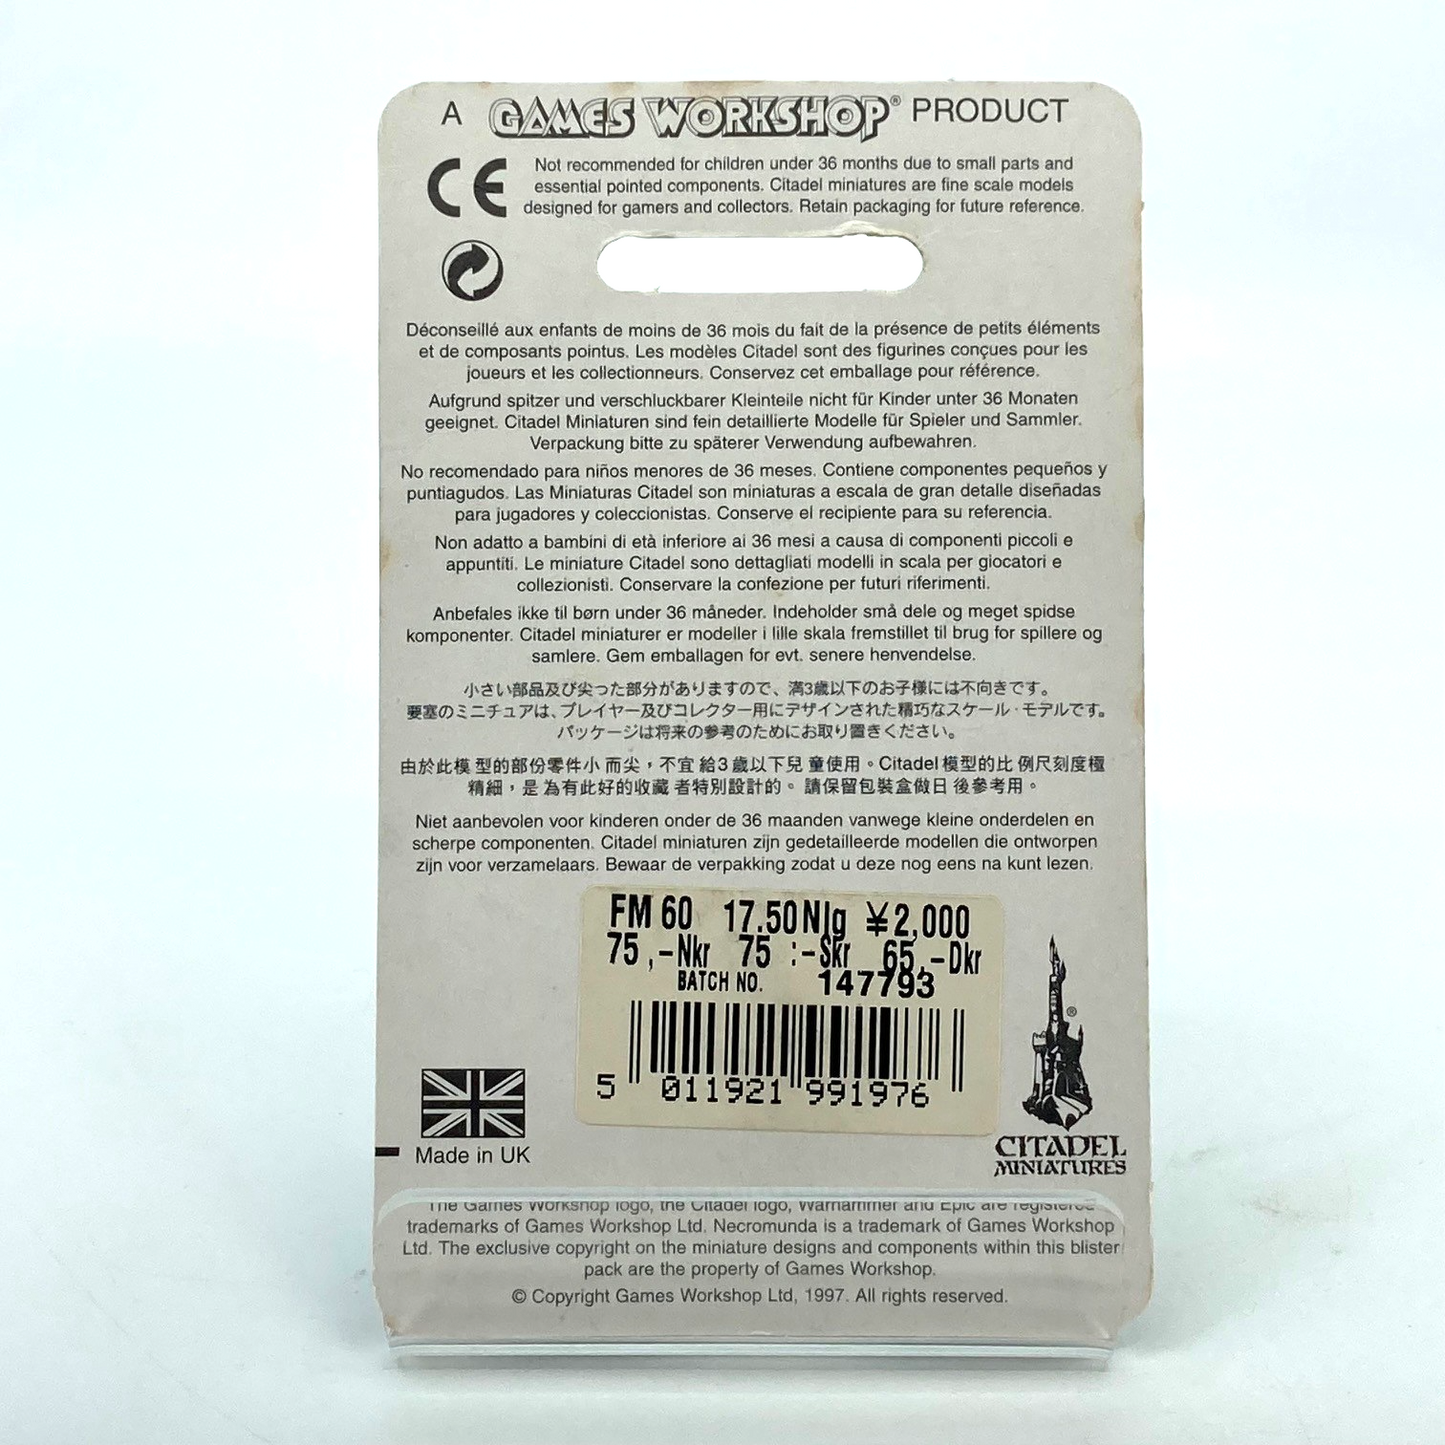 A GAMES WORKSHOP® PRODUCT
CE
Not recommended for children under 36 months due to small parts and
essential pointed components. Citadel miniatures are fine scale models
designed for gamers and collectors. Retain packaging for future reference.
Déconseillé aux enfants de moins de 36 mois du fait de la présence de petits éléments
et de composants pointus. Les modèles Citadel sont des figurines conçues pour les
joueurs et les collectionneurs. Conservez cet emballage pour référence.
Aufgrund spitzer und verschluckbarer Kleinteile nicht für Kinder unter 36 Monaten
geeignet. Citadel Miniaturen sind fein detaillierte Modelle für Spieler und Sammler.
Verpackung bitte zu späterer Verwendung aufbewahren.
No recomendado para niños menores de 36 meses. Contiene componentes pequeños y
puntiagudos. Las Miniaturas Citadel son miniaturas a escala de gran detalle diseñadas
para jugadores y coleccionistas. Conserve el recipiente para su referencia.
Non adatto a bambini di età inferiore ai 36 mesi a causa di componenti piccoli e
appuntiti. Le miniature Citadel sono dettagliati modelli in scala per giocatori e
collezionisti. Conservare la confezione per futuri riferimenti.
Anbefales ikke til børn under 36 måneder. Indeholder små dele og meget spidse
komponenter. Citadel miniaturer er modeller i lille skala fremstillet til brug for spillere og
samlere. Gem emballagen for evt. senere henvendelse.
小さい部品及び尖った部分がありますので、満3歳以下のお子様には不向きです。
要塞のミニチュアは、プレイヤー及びコレクター用にデザインされた精巧なスケール・モデルです。
パッケージは将来の参考のためにお取り置きください。
由於此模型的部份零件小而尖，不宜給3歲以下兒童使用。Citadel模型的比例尺刻度極
精細，是為有此好的收藏者特別設計的。請保留包裝盒做日後參考用。
Niet aanbevolen voor kinderen onder de 36 maanden vanwege kleine onderdelen en
scherpe componenten. Citadel miniaturen zijn gedetailleerde modellen die ontworpen
zijn voor verzamelaars. Bewaar de verpakking zodat u deze nog eens na kunt lezen.
FM 60 17.50Nlg ¥2,000
75,-Nkr 75 :-Skr 65,-Dkr
BATCH NO. 147793
5 011921 991976
Made in UK
®
CITADEL
MINIATURES
The Games Workshop logo, the Citadel logo, Warhammer and Epic are registered
trademarks of Games Workshop Ltd. Necromunda is a trademark of Games Workshop
Ltd. The exclusive copyright on the miniature designs and components within this blister
pack are the property of Games Workshop.
© Copyright Games Workshop Ltd, 1997. All rights reserved.